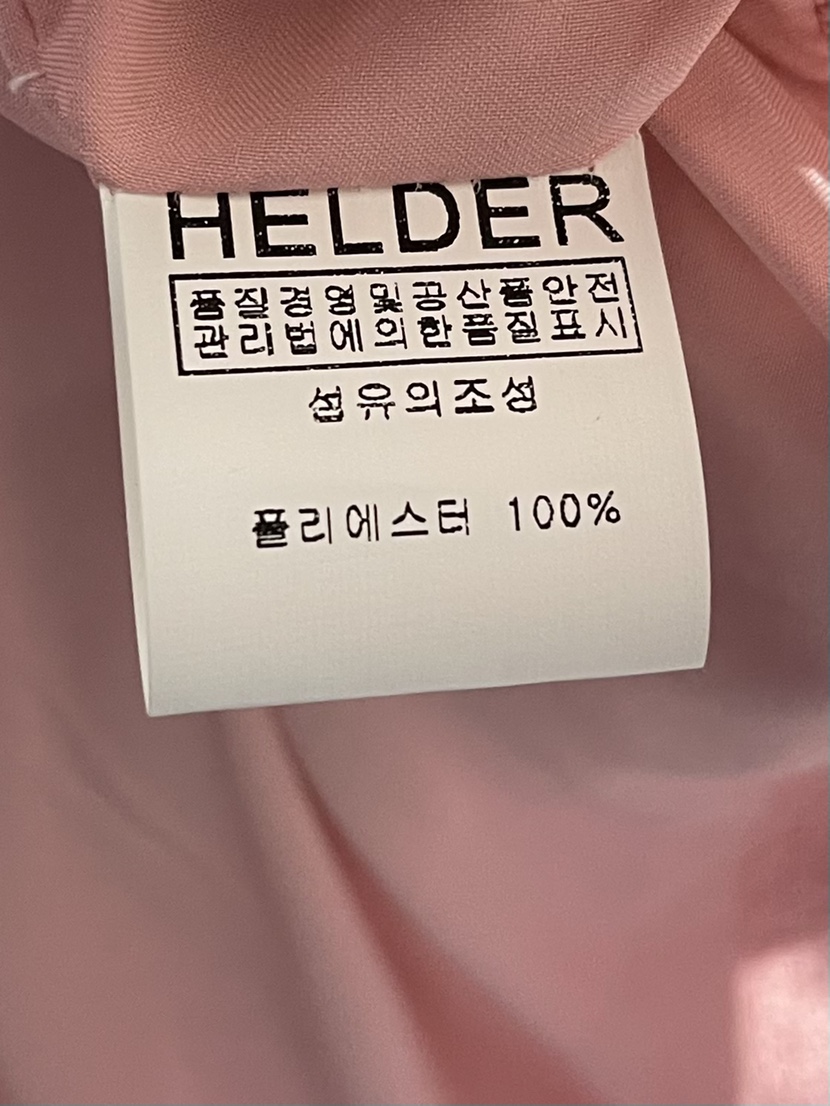 HELDER
품질경영및공산품안전
관리법에의한품질표시
섬유의조성
폴리에스터 100%